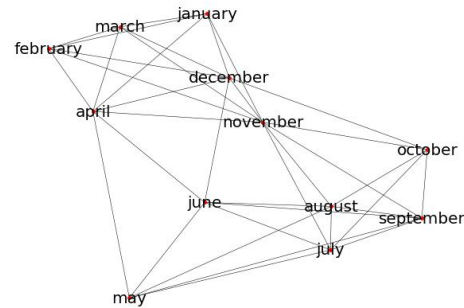 january
march
february
december
april
november
october
june
august
september
july
may